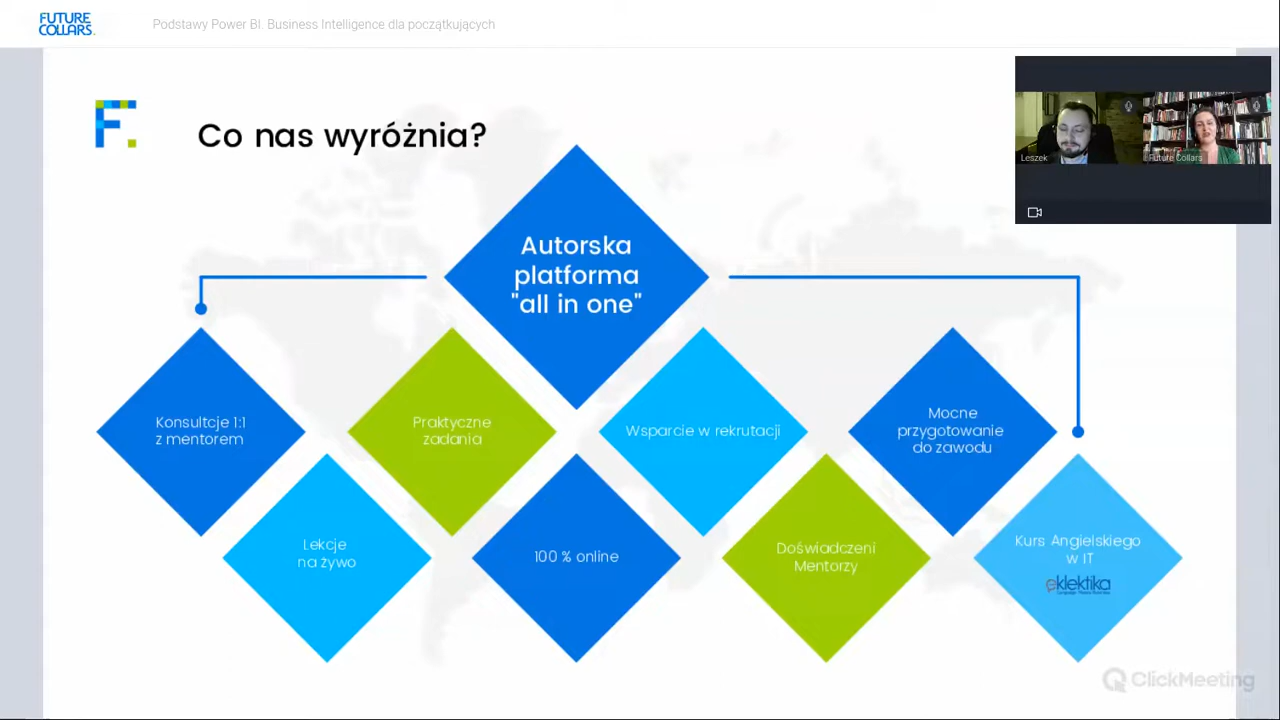 FUTURE
COLLARS.
Podstawy Power BI. Business Intelligence dla początkujących
F.
Co nas wyróżnia?
Leszek
Future Collars
Autorska
platforma
"all in one"
Konsultcje 1:1
z mentorem
Praktyczne
zadania
Wsparcie w rekrutacji
Mocne
przygotowanie
do zawodu
Lekcje
na żywo
100 % online
Doświadczeni
Mentorzy
Kurs Angielskiego
w IT
eklektika
ClickMeeting